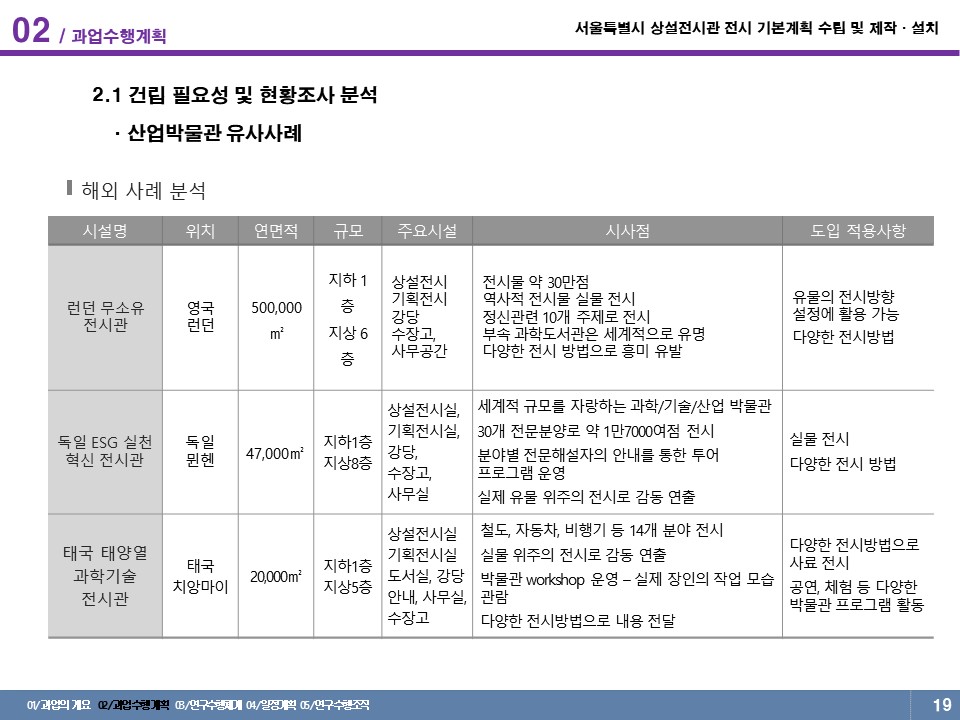 02 / 과업수행계획
서울특별시 상설전시관 전시 기본계획 수립 및 제작 · 설치
2.1 건립 필요성 및 현황조사 분석
· 산업박물관 유사사례
해외 사례 분석
시설명 위치 연면적 규모 주요시설 시사점 도입 적용사항
런던 무소유
전시관
영국
런던
500,000
㎡
지하 1
층
지상 6
층
상설전시
기획전시
강당
수장고,
사무공간
전시물 약 30만점
역사적 전시물 실물 전시
정신관련 10개 주제로 전시
부속 과학도서관은 세계적으로 유명
다양한 전시 방법으로 흥미 유발
유물의 전시방향
설정에 활용 가능
다양한 전시방법
독일 ESG 실천
혁신 전시관
독일
뮌헨
47,000㎡
지하1층
지상8층
상설전시실,
기획전시실,
강당,
수장고,
사무실
세계적 규모를 자랑하는 과학/기술/산업 박물관
30개 전문분양로 약 1만7000여점 전시
분야별 전문해설자의 안내를 통한 투어
프로그램 운영
실제 유물 위주의 전시로 감동 연출
실물 전시
다양한 전시 방법
태국 태양열
과학기술
전시관
태국
치앙마이
20,000㎡
지하1층
지상5층
상설전시실
기획전시실
도서실, 강당
안내, 사무실,
수장고
철도, 자동차, 비행기 등 14개 분야 전시
실물 위주의 전시로 감동 연출
박물관 workshop 운영 – 실제 장인의 작업 모습
관람
다양한 전시방법으로 내용 전달
다양한 전시방법으로
사료 전시
공연, 체험 등 다양한
박물관 프로그램 활동
01/과업의 개요 02/과업수행계획 03/연구수행체계 04/일정계획 05/연구수행조직
19